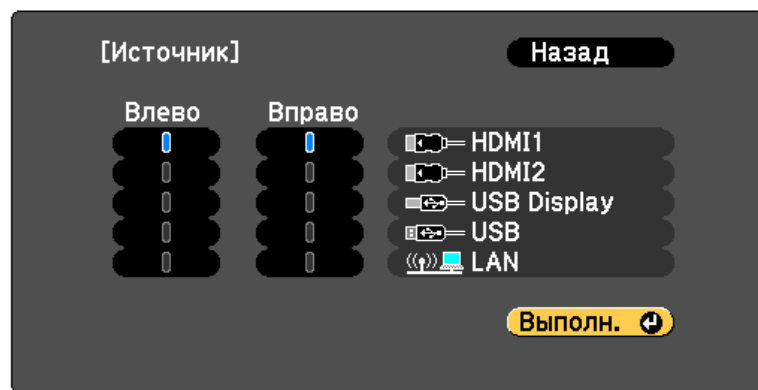 [Источник] Назад
Влево Вправо
HDMI1
HDMI2
USB Display
USB
LAN
Выполн.